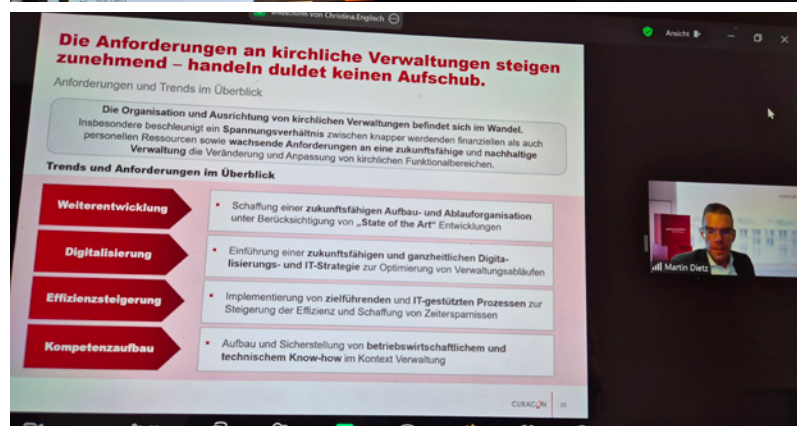 Bildschirm von Christina.Englisch
Ansicht
Die Anforderungen an kirchliche Verwaltungen steigen
zunehmend – handeln duldet keinen Aufschub.
Anforderungen und Trends im Überblick
Die Organisation und Ausrichtung von kirchlichen Verwaltungen befindet sich im Wandel.
Insbesondere beschleunigt ein Spannungsverhältnis zwischen knapper werdenden finanziellen als auch
personellen Ressourcen sowie wachsende Anforderungen an eine zukunftsfähige und nachhaltige
Verwaltung die Veränderung und Anpassung von kirchlichen Funktionalbereichen.
Trends und Anforderungen im Überblick
Weiterentwicklung
▪ Schaffung einer zukunftsfähigen Aufbau- und Ablauforganisation
unter Berücksichtigung von „State of the Art“ Entwicklungen
Digitalisierung
▪ Einführung einer zukunftsfähigen und ganzheitlichen Digita-
lisierungs- und IT-Strategie zur Optimierung von Verwaltungsabläufen
Effizienzsteigerung
▪ Implementierung von zielführenden und IT-gestützten Prozessen zur
Steigerung der Effizienz und Schaffung von Zeitersparnissen
Kompetenzaufbau
▪ Aufbau und Sicherstellung von betriebswirtschaftlichem und
technischem Know-how im Kontext Verwaltung
CURACON
Martin Dietz